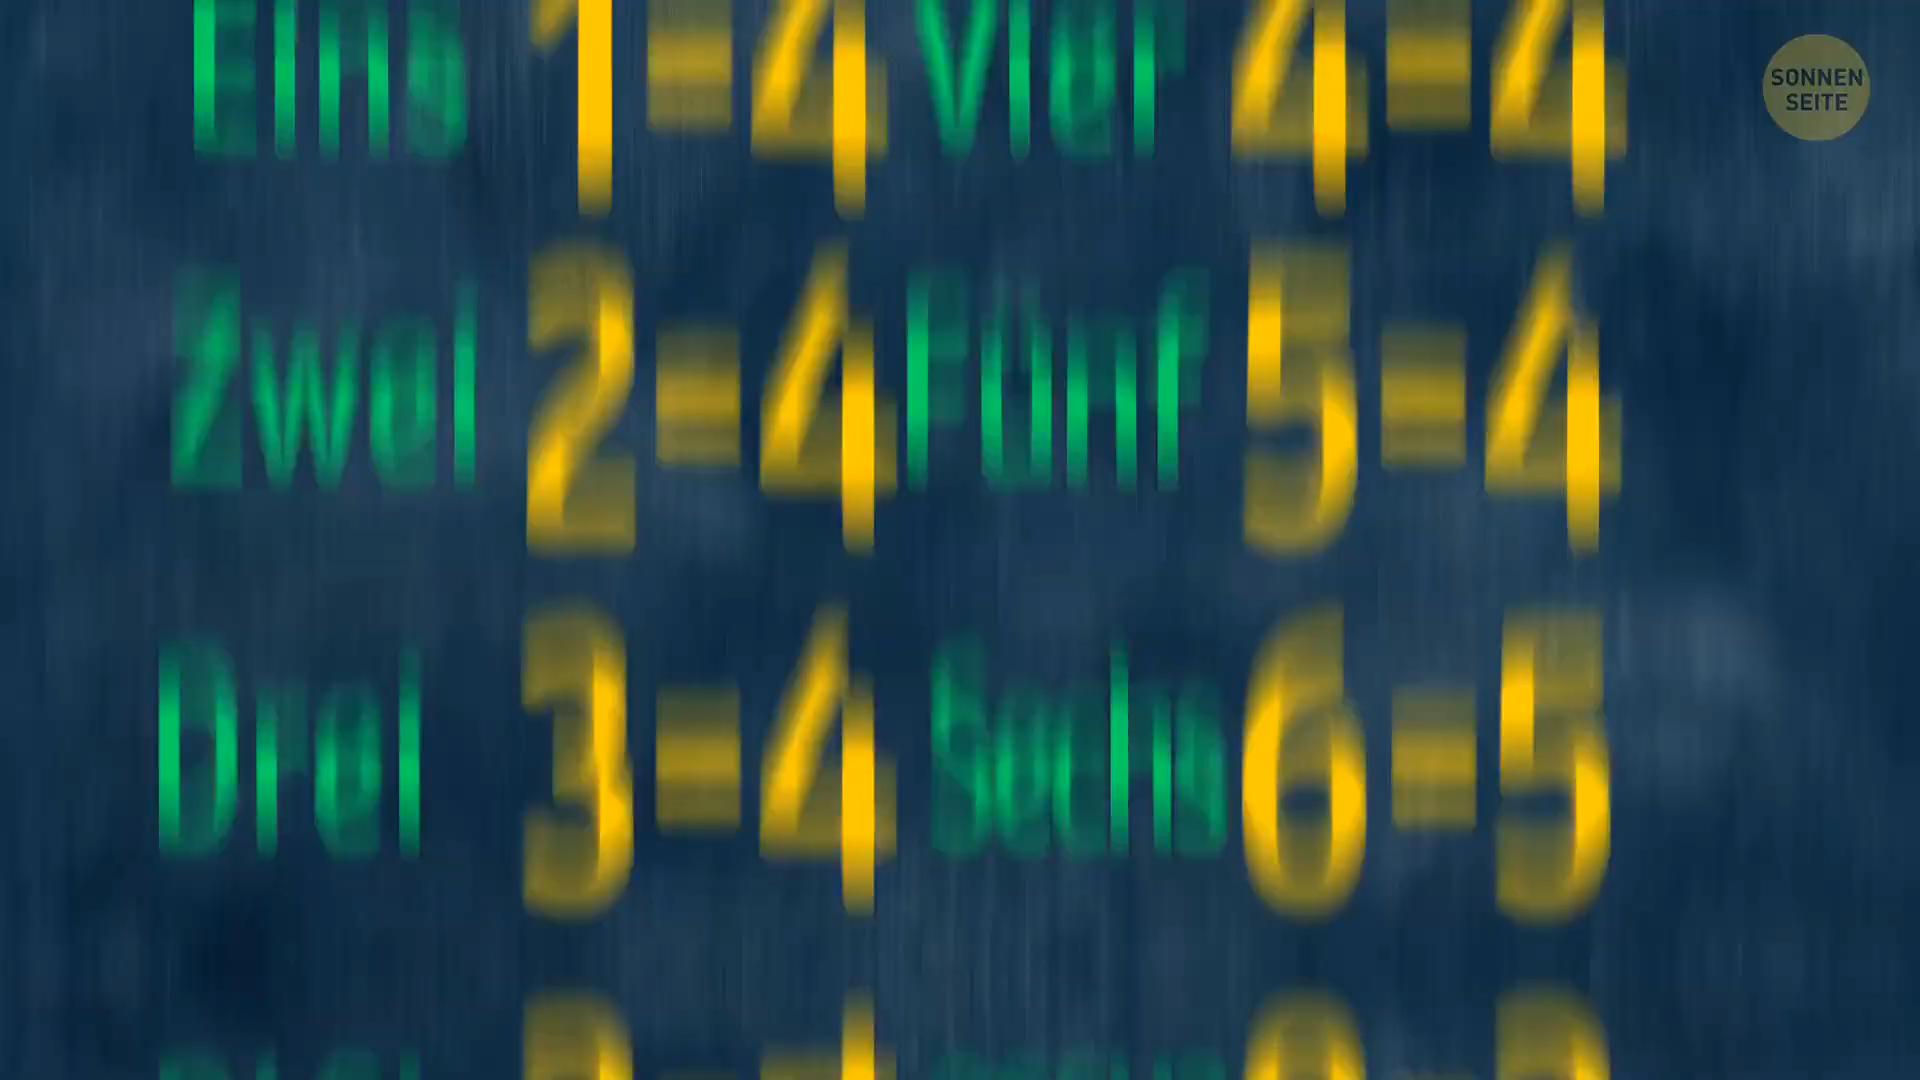 Eins 1=4 Vier 4=4
SONNEN
SEITE
Zwei 2=4 Fünf 5=4
Drei 3=4 Sechs 6=5